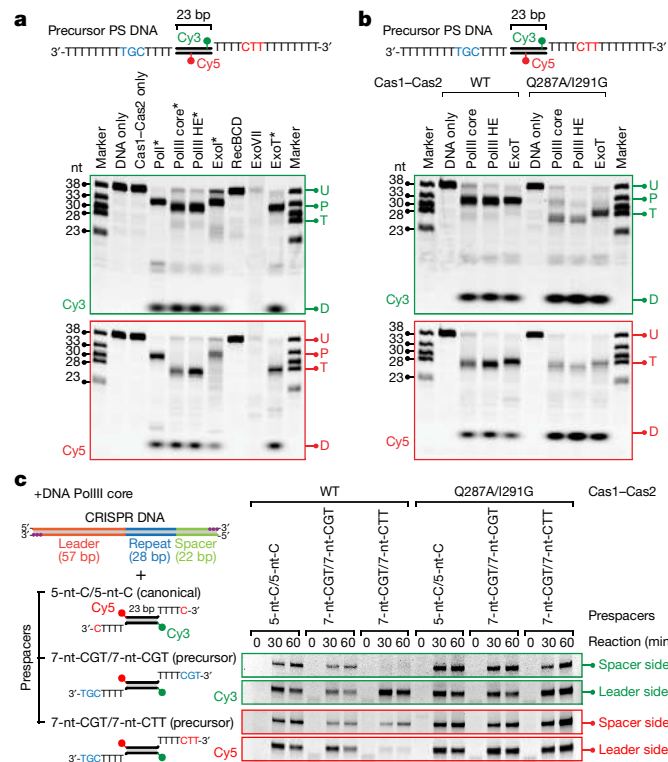 a
23 bp
Precursor PS DNA
Cy3
3′-TTTTTTTTTGCTTTT
TTTTCTTTTTTTTTTTT-3′
Cy5
Marker
DNA only
Cas1–Cas2 only
PolI*
PolIII core*
PolIII HE*
ExoI*
RecBCD
ExoVII
ExoT*
Marker
nt
38
33
30
28
23
U
P
T
D
Cy3
38
33
30
28
23
U
P
T
D
Cy5
b
23 bp
Precursor PS DNA
Cy3
3′-TTTTTTTTTGCTTTT
TTTTCTTTTTTTTTTTT-3′
Cy5
Cas1–Cas2
WT
Q287A/I291G
Marker
DNA only
PolIII core
PolIII HE
ExoT
DNA only
PolIII core
PolIII HE
ExoT
Marker
nt
38
33
30
28
23
U
P
T
D
Cy3
38
33
30
28
23
U
T
D
Cy5
c
+DNA PolIII core
CRISPR DNA
5′
3′
-3′
-5′
Leader
(57 bp)
Repeat
(28 bp)
Spacer
(22 bp)
+
Prespacers
5-nt-C/5-nt-C (canonical)
Cy5
23 bp
TTTTC-3′
3′-CTTTT
Cy3
7-nt-CGT/7-nt-CGT (precursor)
TTTTCGT-3′
3′-TGCTTTT
7-nt-CGT/7-nt-CTT (precursor)
TTTTCTT-3′
3′-TGCTTTT
WT
Q287A/I291G
Cas1–Cas2
5-nt-C/5-nt-C
7-nt-CGT/7-nt-CGT
7-nt-CGT/7-nt-CTT
5-nt-C/5-nt-C
7-nt-CGT/7-nt-CGT
7-nt-CGT/7-nt-CTT
Prespacers
0 30 60 0 30 60 0 30 60 0 30 60 0 30 60 0 30 60
Reaction (min
Spacer side
Cy3
Leader side
Spacer side
Cy5
Leader side